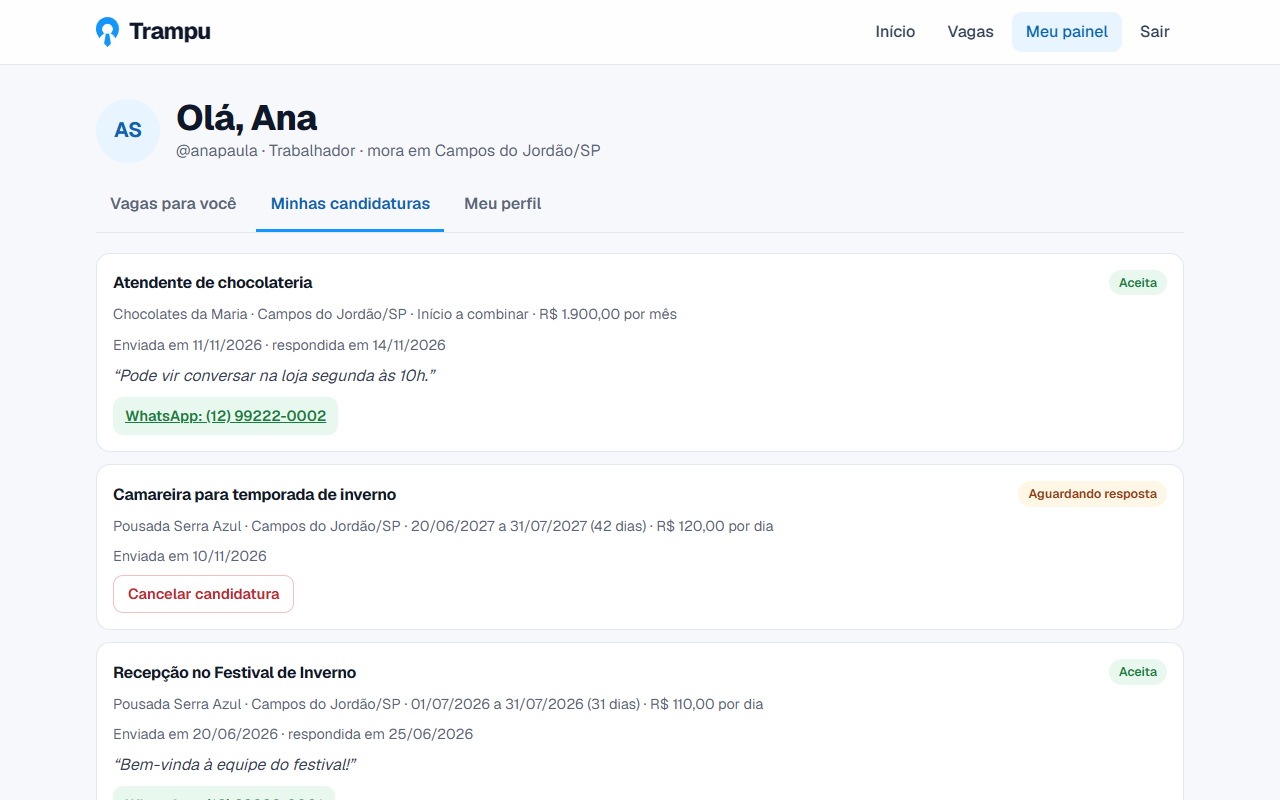 Trampu
Início
Vagas
Meu painel
Sair
AS
Olá, Ana
@anapaula · Trabalhador · mora em Campos do Jordão/SP
Vagas para você
Minhas candidaturas
Meu perfil
Atendente de chocolateria
Aceita
Chocolates da Maria · Campos do Jordão/SP · Início a combinar · R$ 1.900,00 por mês
Enviada em 11/11/2026 · respondida em 14/11/2026
“Pode vir conversar na loja segunda às 10h.”
WhatsApp: (12) 99222-0002
Camareira para temporada de inverno
Aguardando resposta
Pousada Serra Azul · Campos do Jordão/SP · 20/06/2027 a 31/07/2027 (42 dias) · R$ 120,00 por dia
Enviada em 10/11/2026
Cancelar candidatura
Recepção no Festival de Inverno
Aceita
Pousada Serra Azul · Campos do Jordão/SP · 01/07/2026 a 31/07/2026 (31 dias) · R$ 110,00 por dia
Enviada em 20/06/2026 · respondida em 25/06/2026
“Bem-vinda à equipe do festival!”